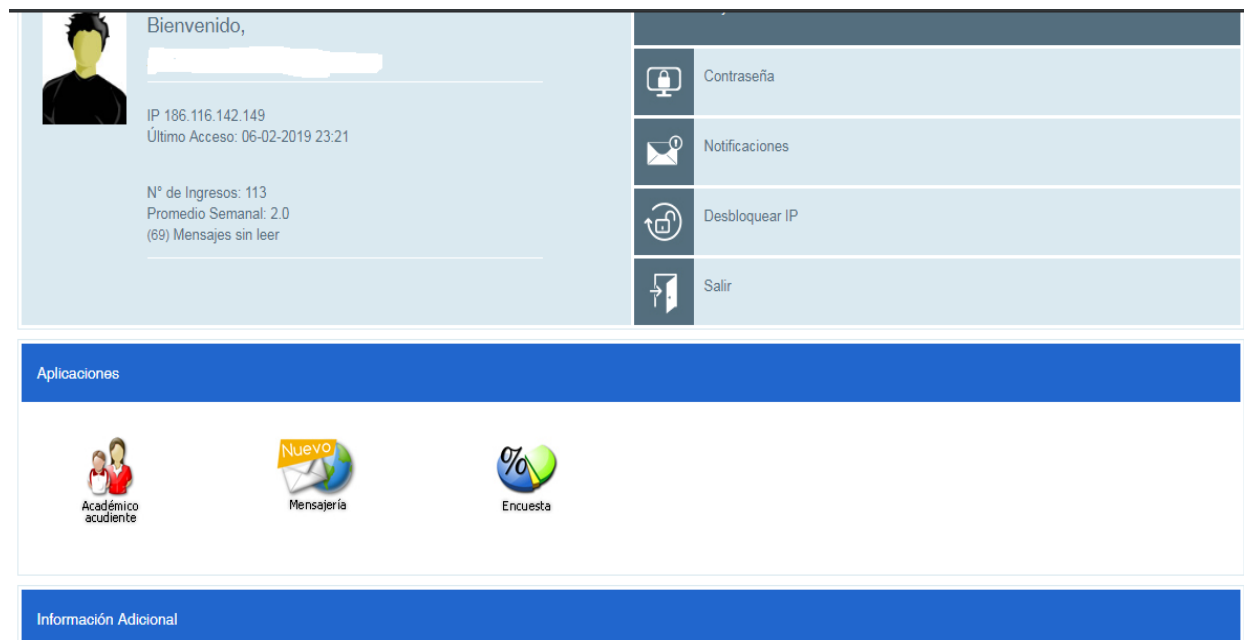 Bienvenido,
IP 186.116.142.149
Último Acceso: 06-02-2019 23:21
N° de Ingresos: 113
Promedio Semanal: 2.0
(69) Mensajes sin leer
Contraseña
Notificaciones
Desbloquear IP
Salir
Aplicaciones
Académico
acudiente
Nuevo
Mensajería
%
Encuesta
Información Adicional